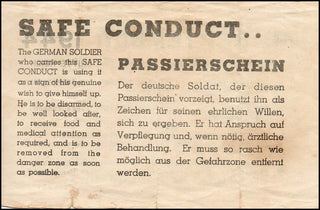 SAFE CONDUCT..
The GERMAN SOLDIER
who carries this SAFE
CONDUCT is using it
as a sign of his genuine
wish to give himself up.
He is to be disarmed, to
be well looked after,
to receive food and
medical attention as
required, and is to be
removed from the
danger zone as soon
as possible.
PASSIERSCHEIN
Der deutsche Soldat, der diesen
Passierschein vorzeigt, benutzt ihn als
Zeichen für seinen ehrlichen Willen,
sich zu ergeben. Er hat Anspruch auf
Verpflegung und, wenn nötig, ärztliche
Behandlung. Er muss so rasch wie
möglich aus der Gefahrzone entfernt
werden.